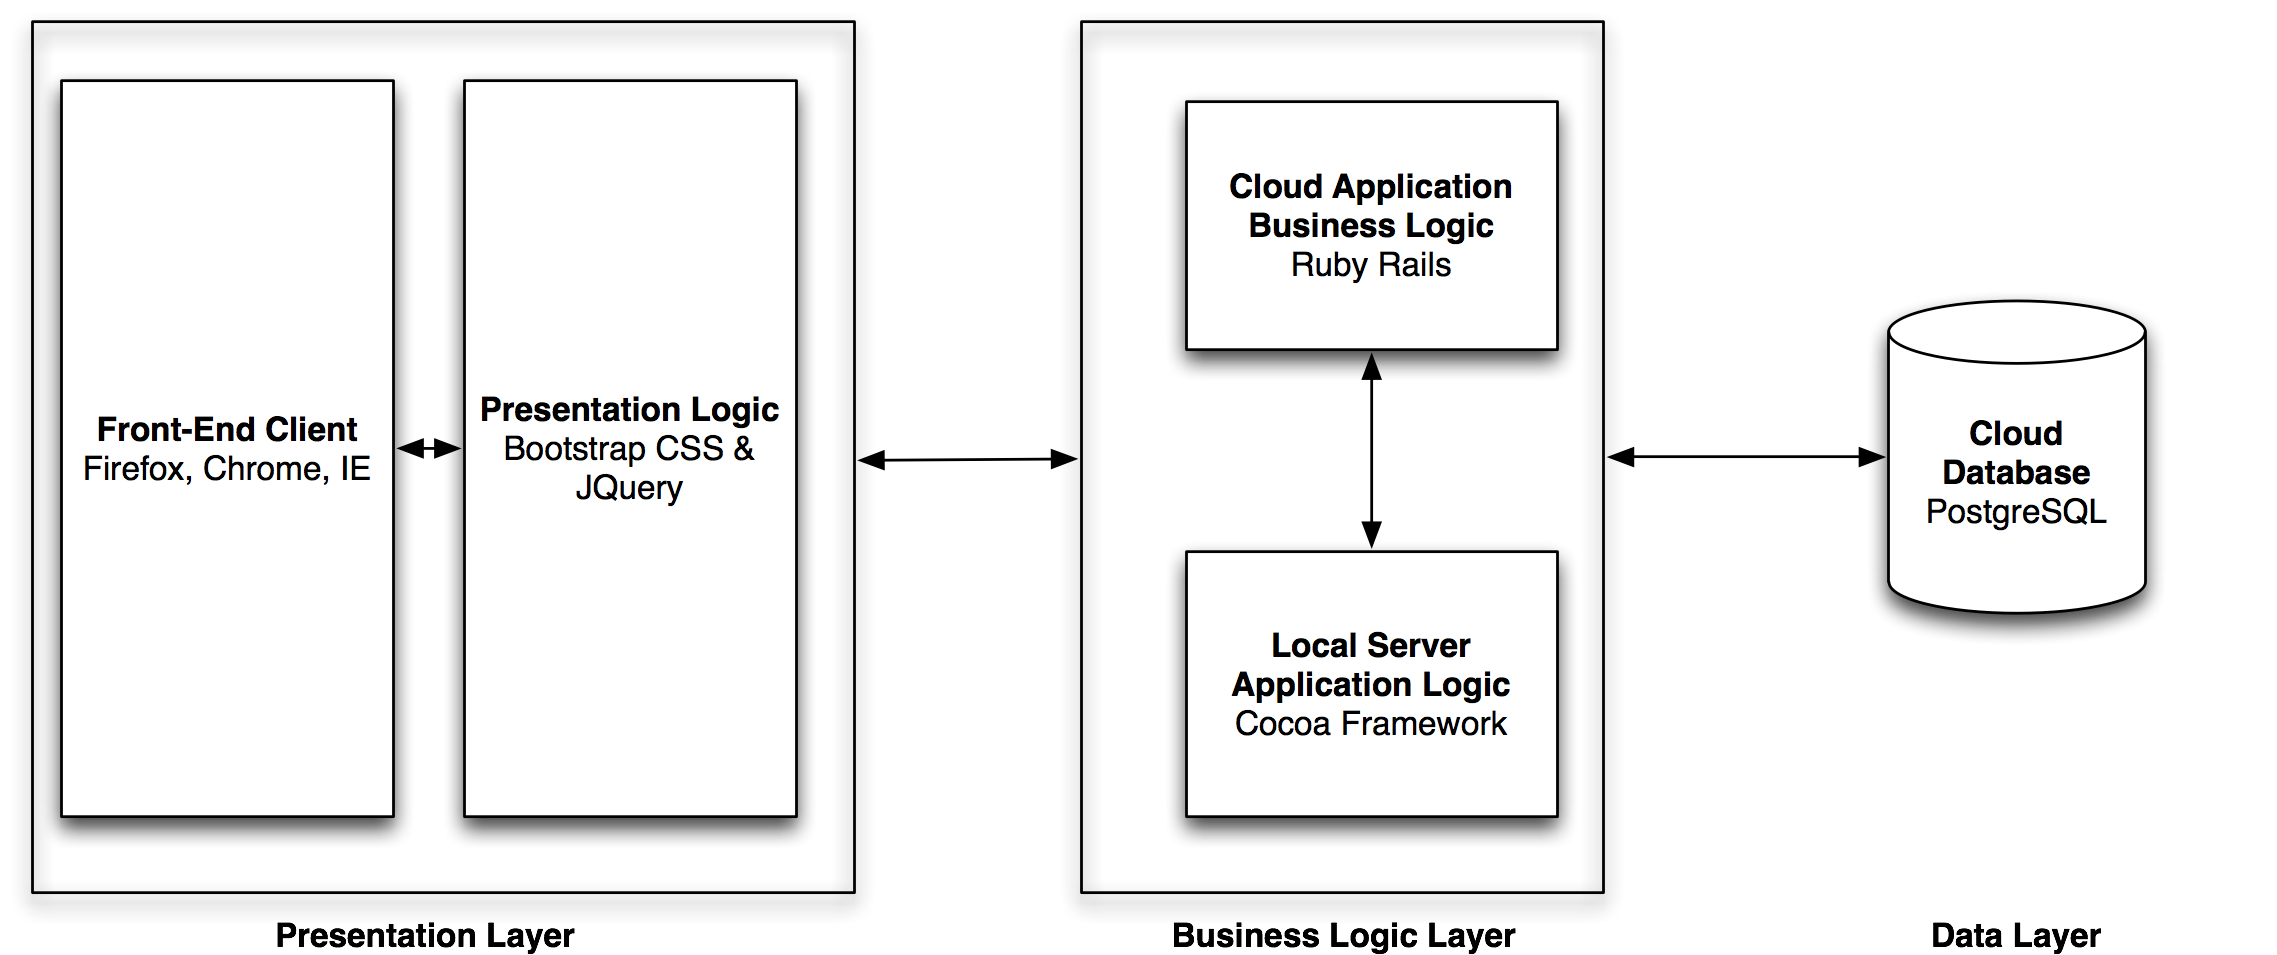 Front-End Client
Firefox, Chrome, IE
Presentation Logic
Bootstrap CSS &
JQuery
Presentation Layer
Cloud Application
Business Logic
Ruby Rails
Local Server
Application Logic
Cocoa Framework
Business Logic Layer
Cloud
Database
PostgreSQL
Data Layer